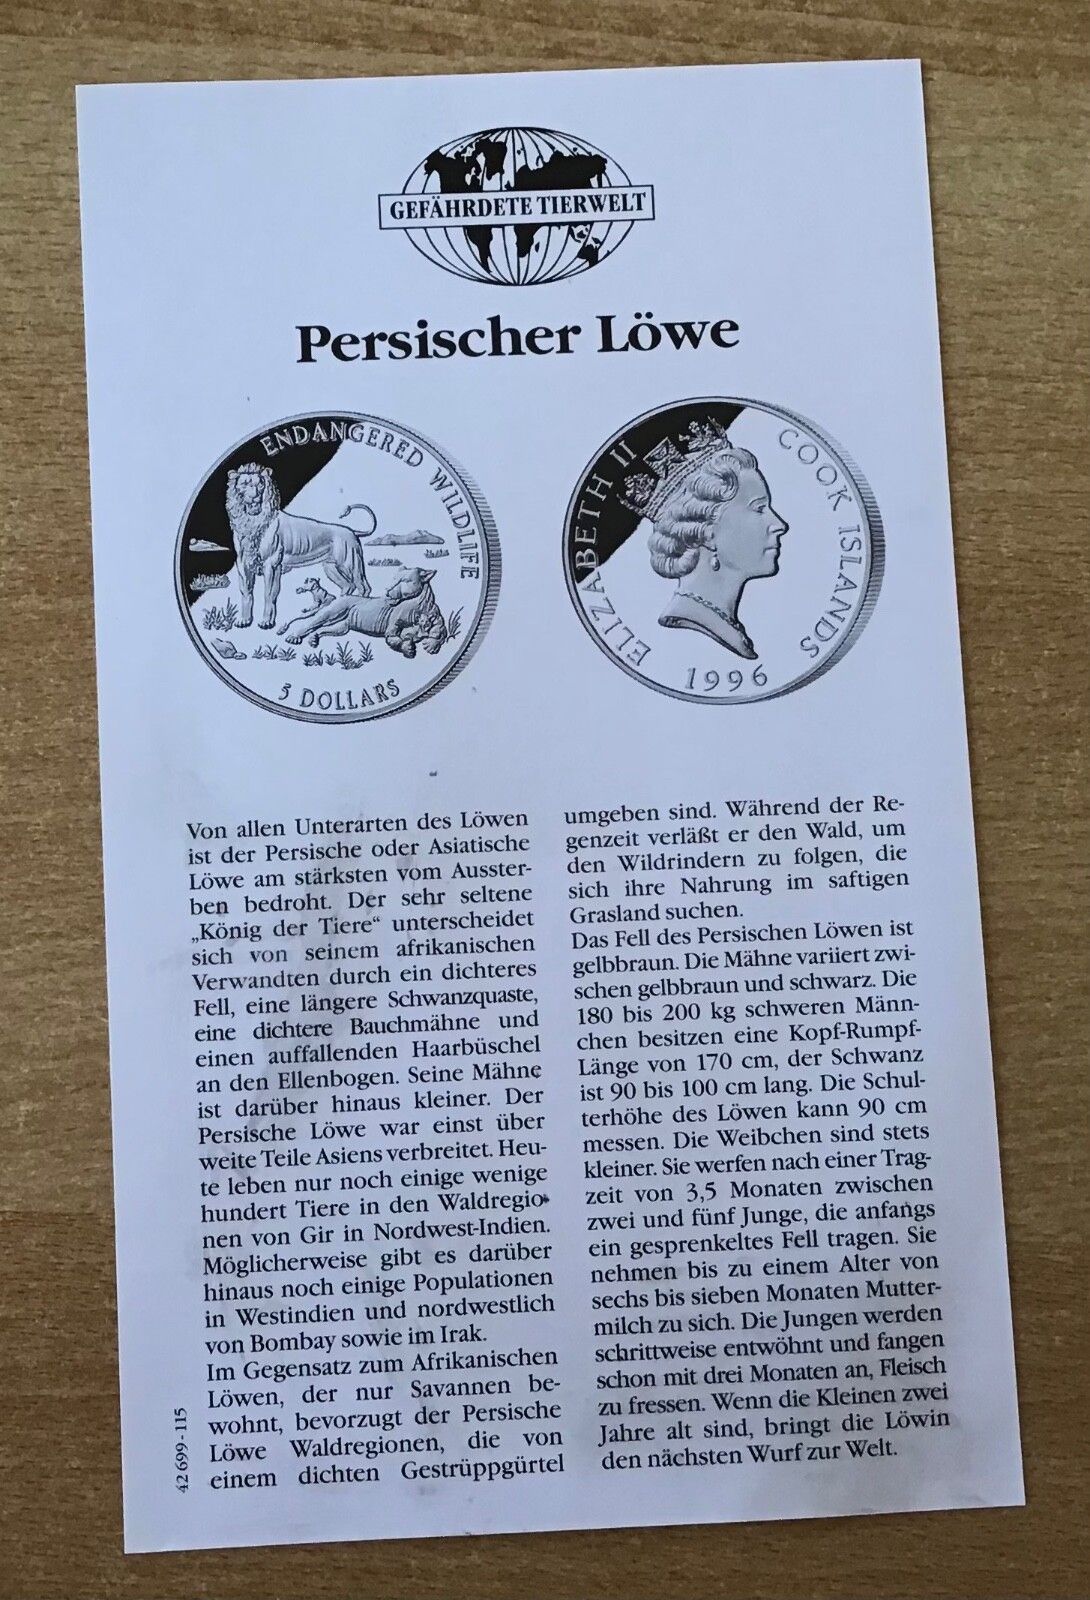 GEFÄHRDETE TIERWELT
Persischer Löwe
ENDANGERED WILDLIFE
5 DOLLARS
ELIZABETH II
COOK ISLANDS
1996
Von allen Unterarten des Löwen
ist der Persische oder Asiatische
Löwe am stärksten vom Ausster-
ben bedroht. Der sehr seltene
„König der Tiere“ unterscheidet
sich von seinem afrikanischen
Verwandten durch ein dichteres
Fell, eine längere Schwanzquaste,
eine dichtere Bauchmähne und
einen auffallenden Haarbüschel
an den Ellenbogen. Seine Mähne
ist darüber hinaus kleiner. Der
Persische Löwe war einst über
weite Teile Asiens verbreitet. Heu-
te leben nur noch einige wenige
hundert Tiere in den Waldregio-
nen von Gir in Nordwest-Indien.
Möglicherweise gibt es darüber
hinaus noch einige Populationen
in Westindien und nordwestlich
von Bombay sowie im Irak.
Im Gegensatz zum Afrikanischen
Löwen, der nur Savannen be-
wohnt, bevorzugt der Persische
Löwe Waldregionen, die von
einem dichten Gestrüppgürtel
umgeben sind. Während der Re-
genzeit verläßt er den Wald, um
den Wildrindern zu folgen, die
sich ihre Nahrung im saftigen
Grasland suchen.
Das Fell des Persischen Löwen ist
gelbbraun. Die Mähne variiert zwi-
schen gelbbraun und schwarz. Die
180 bis 200 kg schweren Männ-
chen besitzen eine Kopf-Rumpf-
Länge von 170 cm, der Schwanz
ist 90 bis 100 cm lang. Die Schul-
terhöhe des Löwen kann 90 cm
messen. Die Weibchen sind stets
kleiner. Sie werfen nach einer Trag-
zeit von 3,5 Monaten zwischen
zwei und fünf Junge, die anfangs
ein gesprenkeltes Fell tragen. Sie
nehmen bis zu einem Alter von
sechs bis sieben Monaten Mutter-
milch zu sich. Die Jungen werden
schrittweise entwöhnt und fangen
schon mit drei Monaten an, Fleisch
zu fressen. Wenn die Kleinen zwei
Jahre alt sind, bringt die Löwin
den nächsten Wurf zur Welt.
42 699 - 115